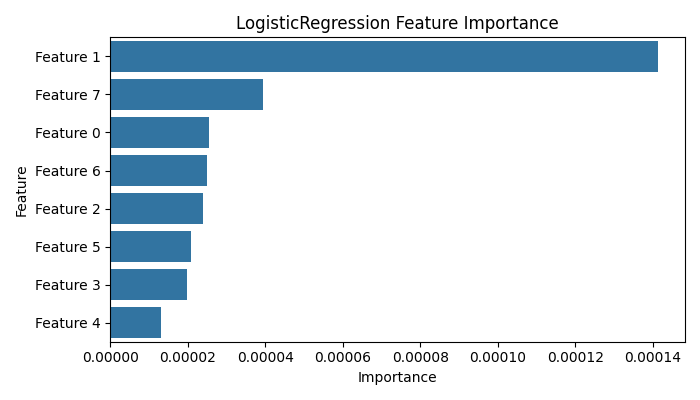 LogisticRegression Feature Importance
Feature 1
Feature 7
Feature 0
Feature 6
Feature 2
Feature 5
Feature 3
Feature 4
Feature
0.00000 0.00002 0.00004 0.00006 0.00008 0.00010 0.00012 0.00014
Importance